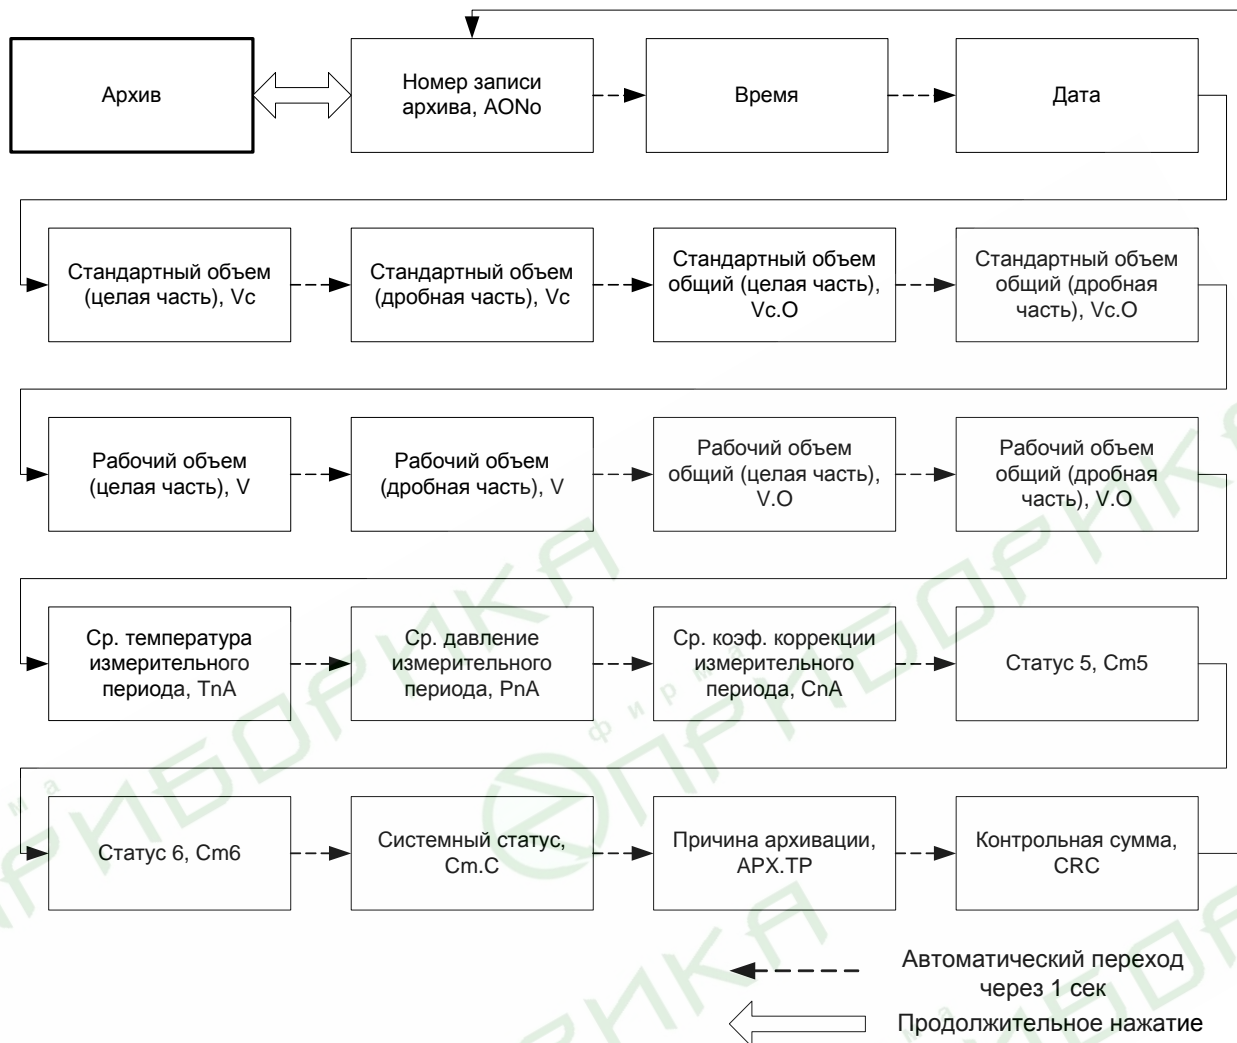 Архив
Номер записи
архива, AONo
Время
Дата
Стандартный объем
(целая часть), Vc
Стандартный объем
(дробная часть), Vc
Стандартный объем
общий (целая часть),
Vc.O
Стандартный объем
общий (дробная
часть), Vc.O
Рабочий объем
(целая часть), V
Рабочий объем
(дробная часть), V
Рабочий объем
общий (целая часть),
V.O
Рабочий объем
общий (дробная
часть), V.O
Ср. температура
измерительного
периода, TnA
Ср. давление
измерительного
периода, PnA
Ср. коэф. коррекции
измерительного
периода, CnA
Статус 5, Cm5
Статус 6, Cm6
Системный статус,
Cm.C
Причина архивации,
APX.TP
Контрольная сумма,
CRC
Автоматический переход
через 1 сек
Продолжительное нажатие
фирма
ПРИБОРИКА